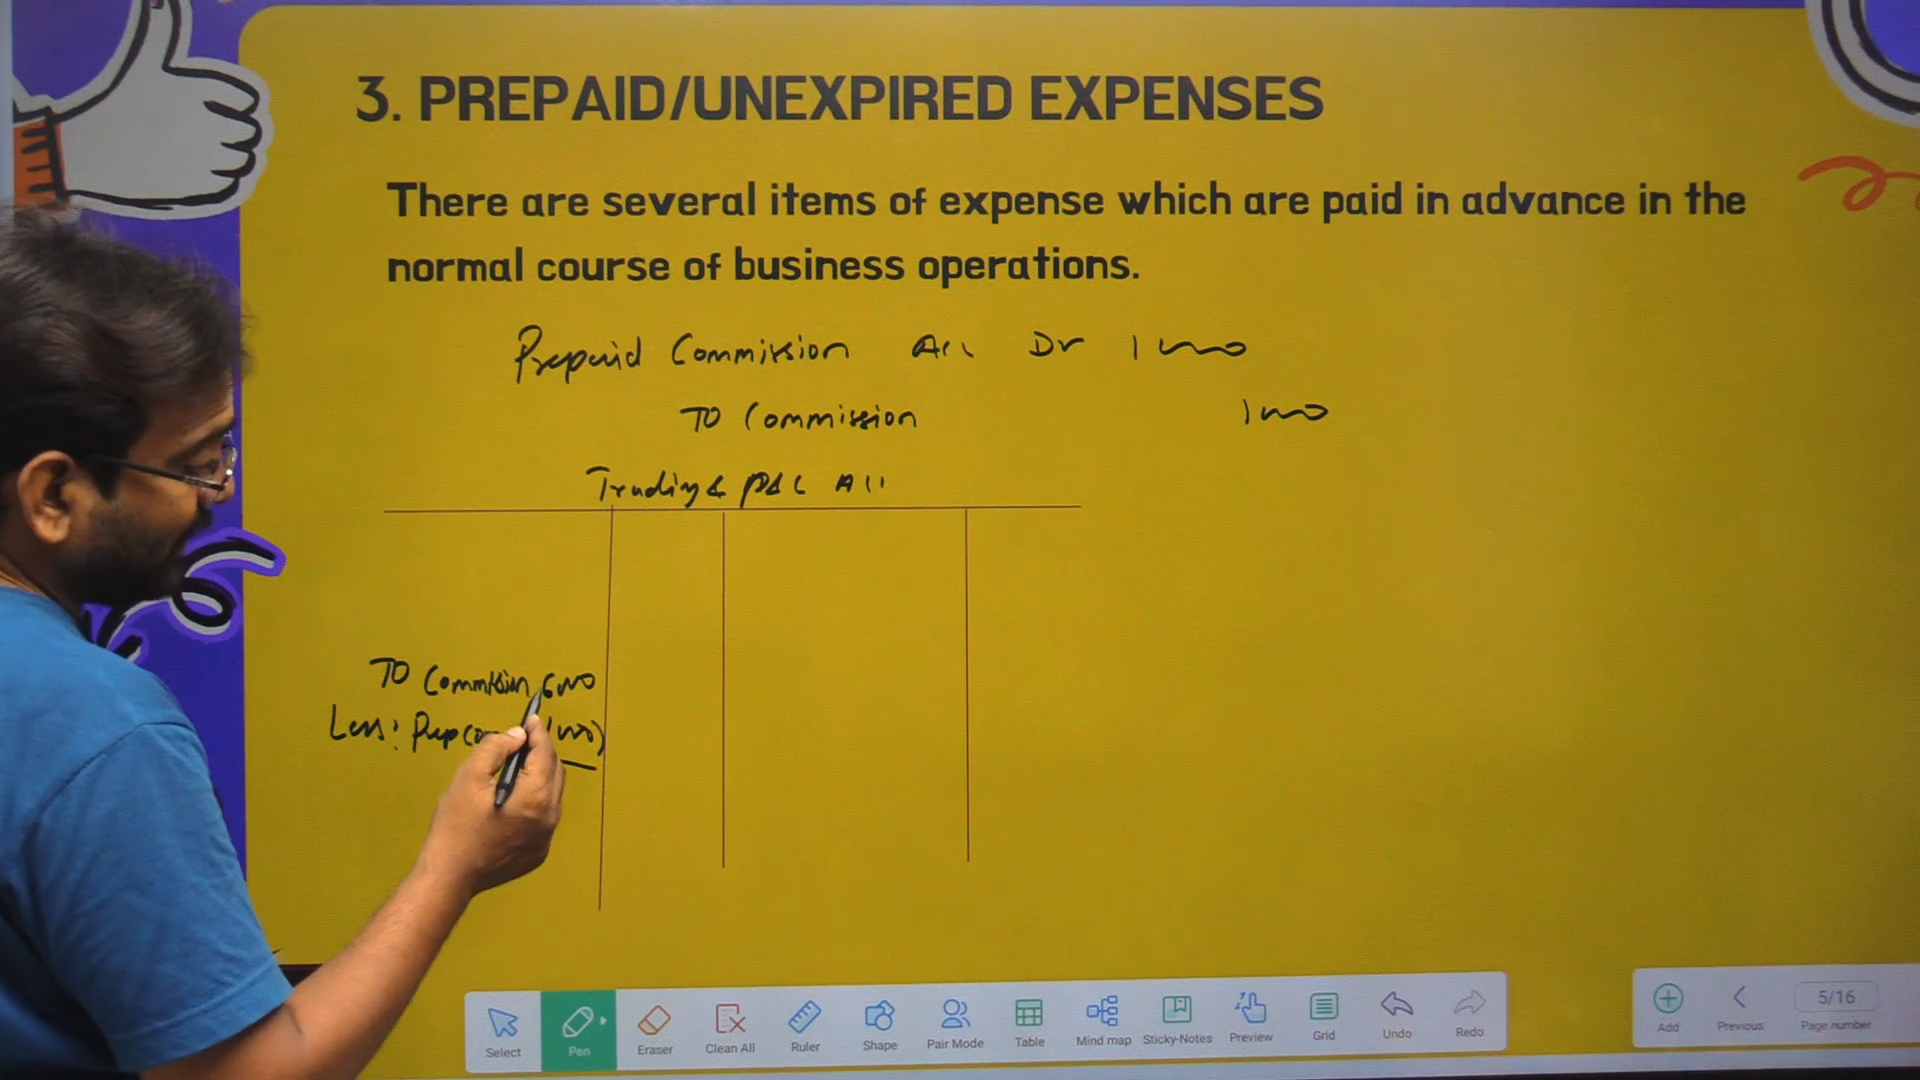 3. PREPAID/UNEXPIRED EXPENSES
There are several items of expense which are paid in advance in the
normal course of business operations.
Prepaid Commission A/c Dr 1000
To Commission 1000
Trading & P&L A/c
To Commission 6000
Less: Prep
Select
Pen
Eraser
Clean All
Ruler
Shape
Pair Mode
Table
Mind map
Sticky-Notes
Preview
Grid
Undo
Redo
Add
Previous
5/16
Page number